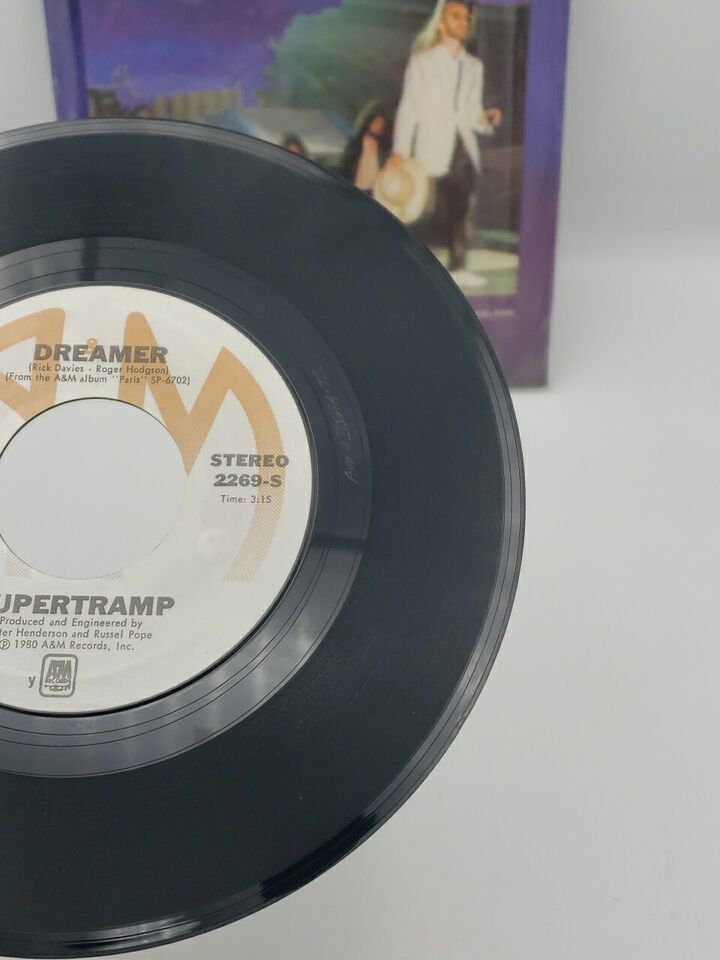 DREAMER
(Rick Davies - Roger Hodgson)
(From the A&M album "Paris" SP-6702)
STEREO
2269-S
Time: 3:15
UPERTRAMP
Produced and Engineered by
ter Henderson and Russel Pope
℗ 1980 A&M Records, Inc.
y
A&M
RECORDS